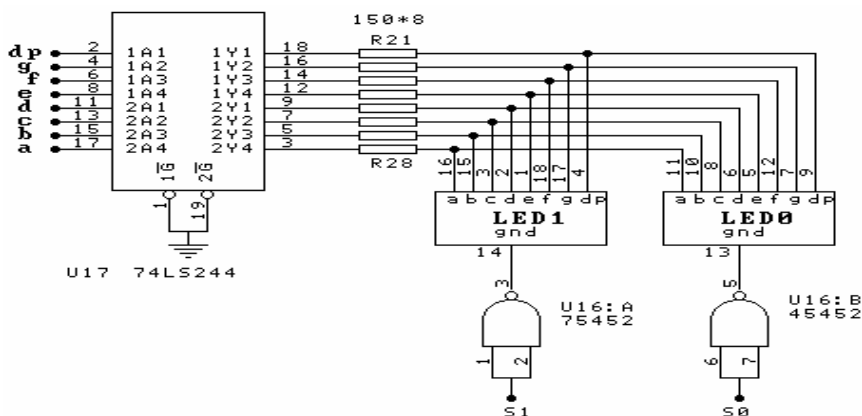 150*8
R21
dp 2 1A1 1Y1 18
g 4 1A2 1Y2 16
f 6 1A3 1Y3 14
e 8 1A4 1Y4 12
d 11 2A1 2Y1 9
c 13 2A2 2Y2 7
b 15 2A3 2Y3 5
a 17 2A4 2Y4 3
R28
1G 2G
1 19
U17 74LS244
16 15 3 2 1 18 17 4
a b c d e f g dp
LED1
gnd
14
11 10 8 6 5 12 7 9
a b c d e f g dp
LED0
gnd
13
3
U16:A
75452
1 2
S1
5
U16:B
45452
6 7
S0